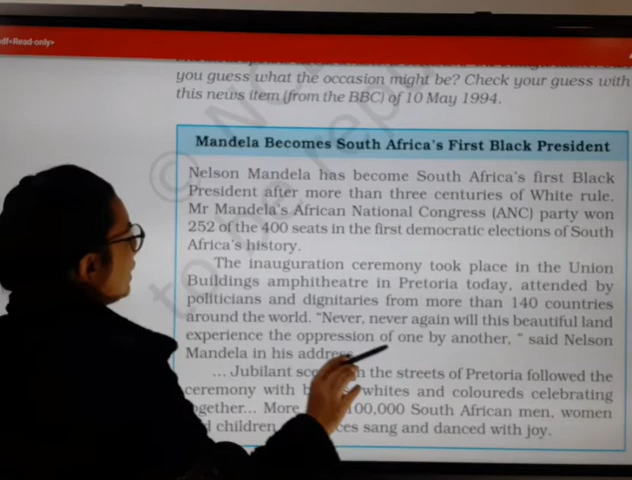 df<Read-only>
you guess what the occasion might be? Check your guess with
this news item (from the BBC) of 10 May 1994.
Mandela Becomes South Africa's First Black President
Nelson Mandela has become South Africa's first Black
President after more than three centuries of White rule.
Mr Mandela's African National Congress (ANC) party won
252 of the 400 seats in the first democratic elections of South
Africa's history.
The inauguration ceremony took place in the Union
Buildings amphitheatre in Pretoria today, attended by
politicians and dignitaries from more than 140 countries
around the world. "Never, never again will this beautiful land
experience the oppression of one by another, " said Nelson
Mandela in his address.
... Jubilant the streets of Pretoria followed the
ceremony with whites and coloureds celebrating
together... More 100,000 South African men, women
children sang and danced with joy.